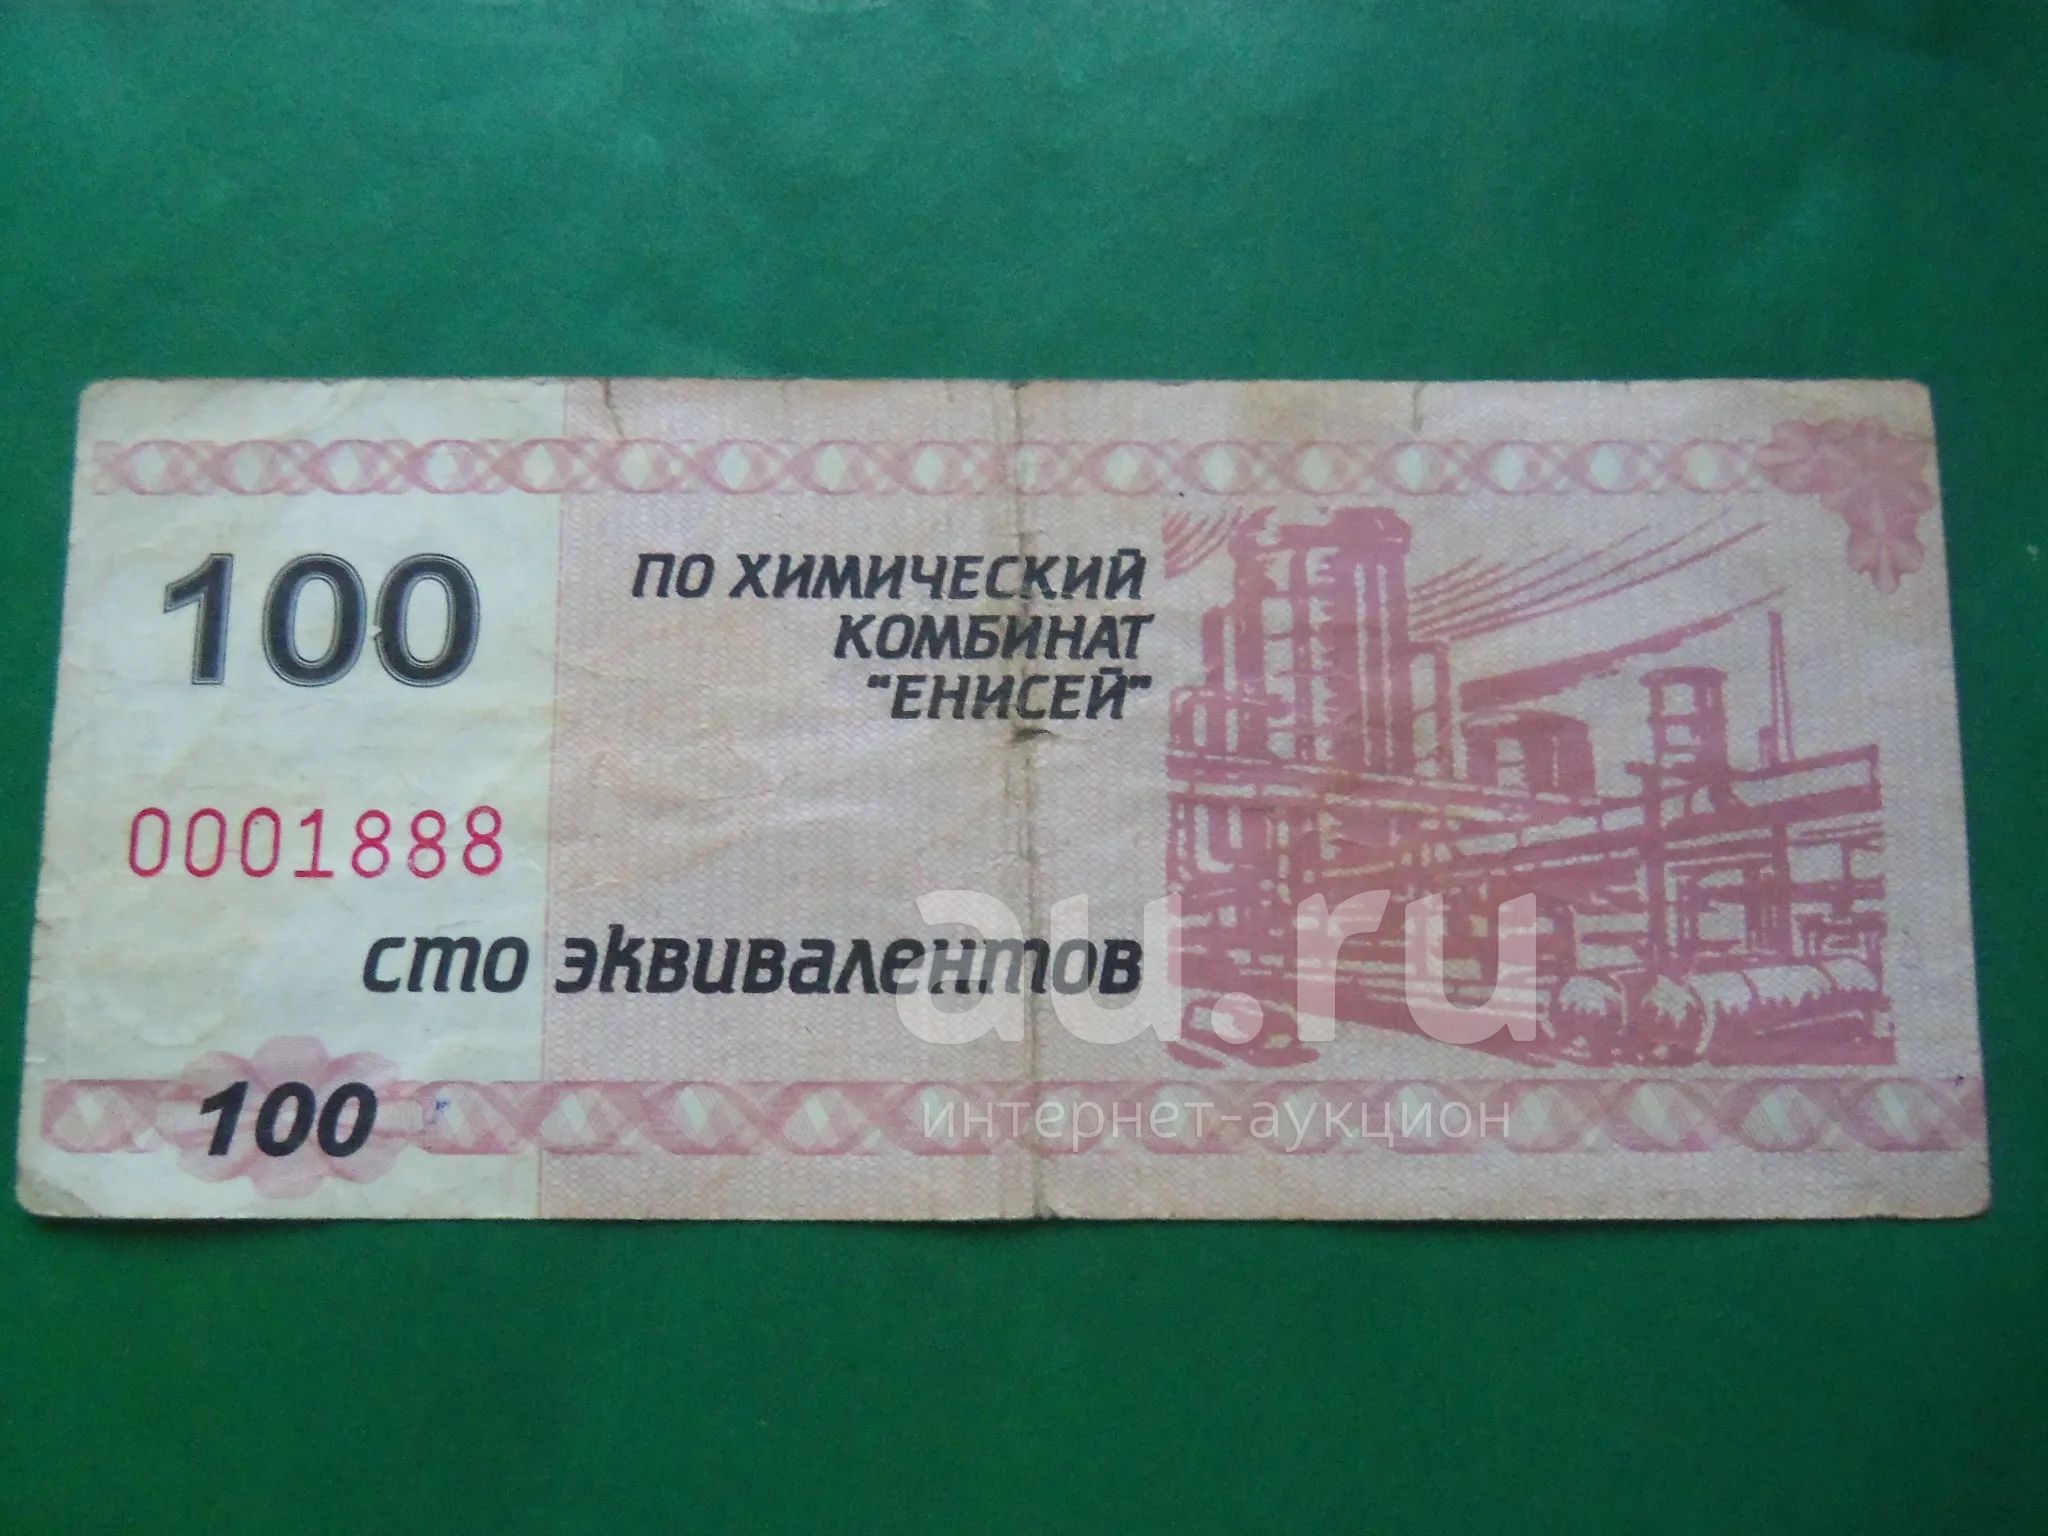 100
ПО ХИМИЧЕСКИЙ
КОМБИНАТ
"ЕНИСЕЙ"
0001888
сто эквивалентов
100
au.ru
интернет-аукцион